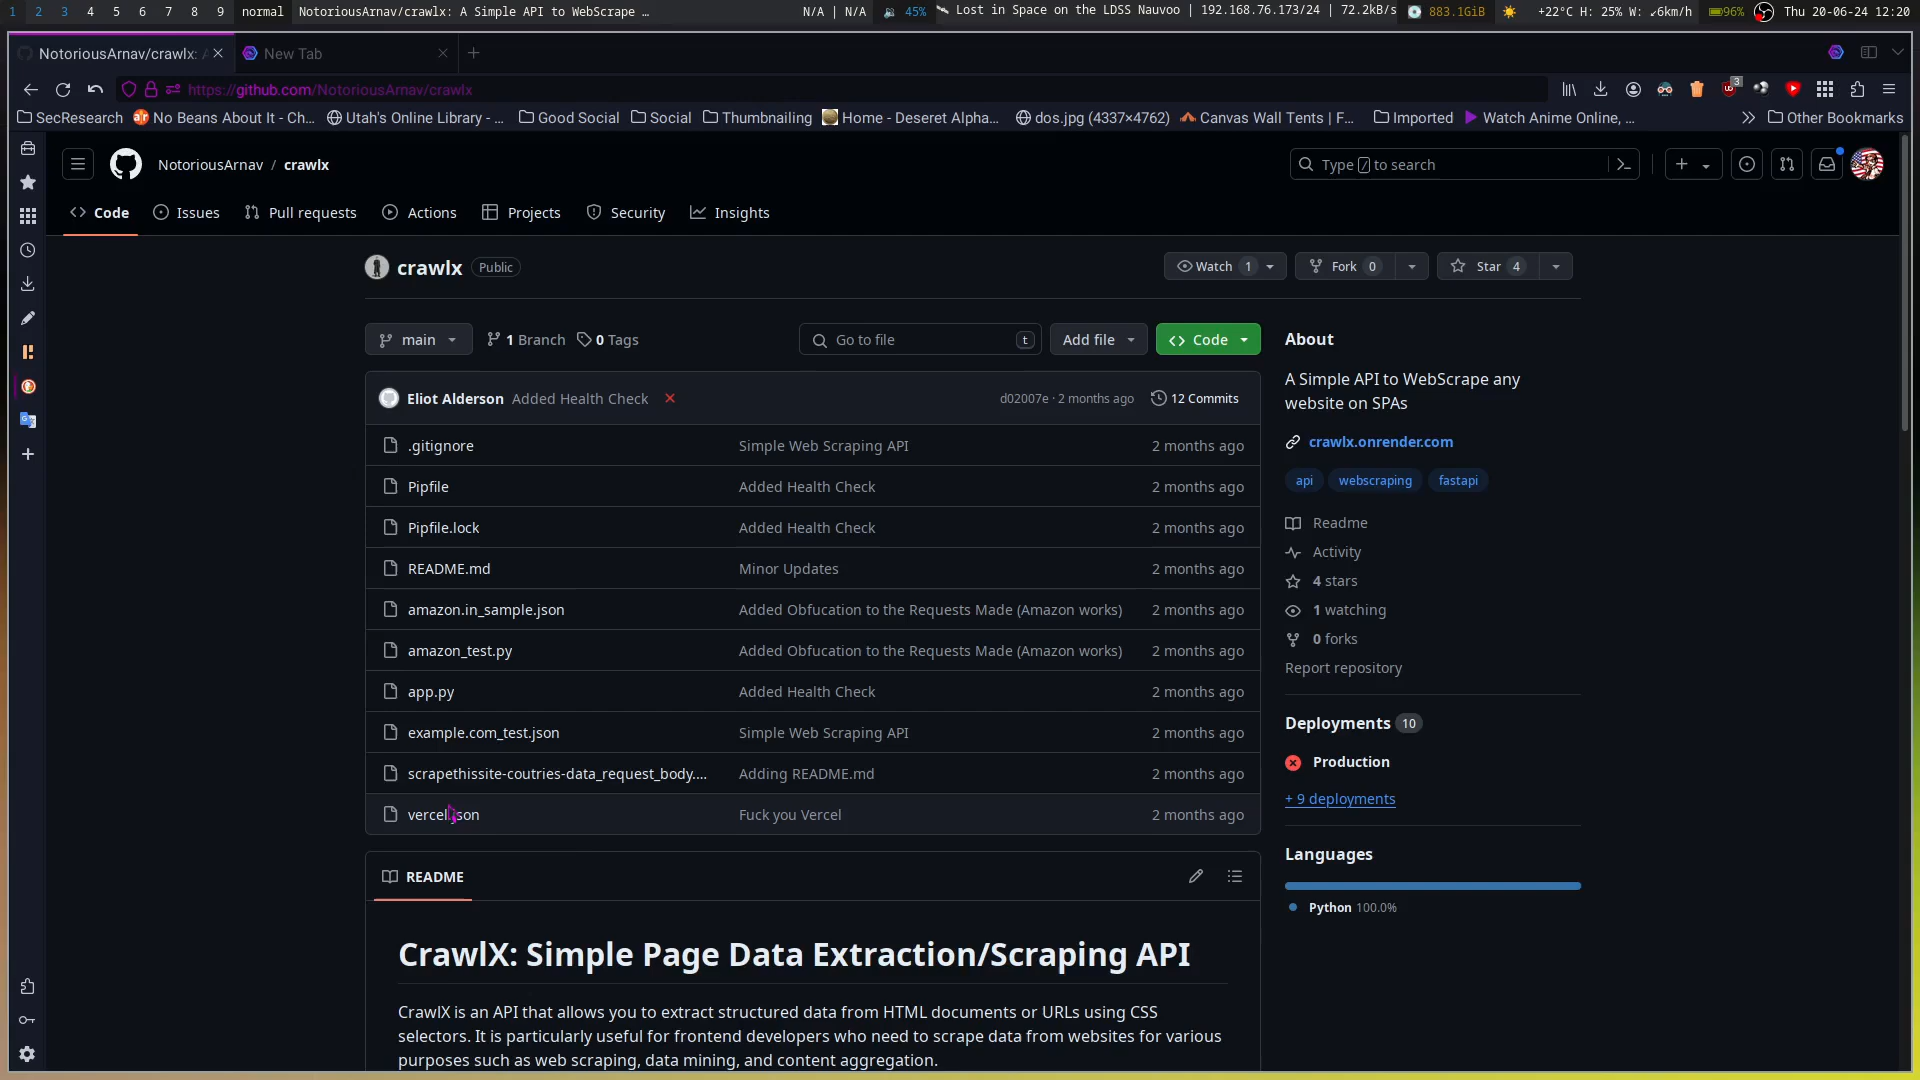 1 2 3 4 5 6 7 8 9 normal NotoriousArnav/crawlx: A Simple API to WebScrape … N/A | N/A 45% Lost in Space on the LDSS Nauvoo | 192.168.76.173/24 | 72.2kB/s 883.1GiB +22°C H: 25% W: ↙6km/h 96% Thu 20-06-24 12:20
NotoriousArnav/crawlx: A New Tab
https://github.com/NotoriousArnav/crawlx 3
SecResearch No Beans About It - Ch... Utah's Online Library - ... Good Social Social Thumbnailing Home - Deseret Alpha... dos.jpg (4337×4762) Canvas Wall Tents | F... Imported Watch Anime Online, ... Other Bookmarks
NotoriousArnav / crawlx Type / to search
Code Issues Pull requests Actions Projects Security Insights
crawlx Public Watch 1 Fork 0 Star 4
main 1 Branch 0 Tags Go to file t Add file Code
Eliot Alderson Added Health Check d02007e · 2 months ago 12 Commits
.gitignore Simple Web Scraping API 2 months ago
Pipfile Added Health Check 2 months ago
Pipfile.lock Added Health Check 2 months ago
README.md Minor Updates 2 months ago
amazon.in_sample.json Added Obfucation to the Requests Made (Amazon works) 2 months ago
amazon_test.py Added Obfucation to the Requests Made (Amazon works) 2 months ago
app.py Added Health Check 2 months ago
example.com_test.json Simple Web Scraping API 2 months ago
scrapethissite-coutries-data_request_body.... Adding README.md 2 months ago
vercel.json Fuck you Vercel 2 months ago
README
CrawlX: Simple Page Data Extraction/Scraping API
CrawlX is an API that allows you to extract structured data from HTML documents or URLs using CSS
selectors. It is particularly useful for frontend developers who need to scrape data from websites for various
purposes such as web scraping, data mining, and content aggregation.
About
A Simple API to WebScrape any
website on SPAs
crawlx.onrender.com
api webscraping fastapi
Readme
Activity
4 stars
1 watching
0 forks
Report repository
Deployments 10
Production
+ 9 deployments
Languages
Python 100.0%